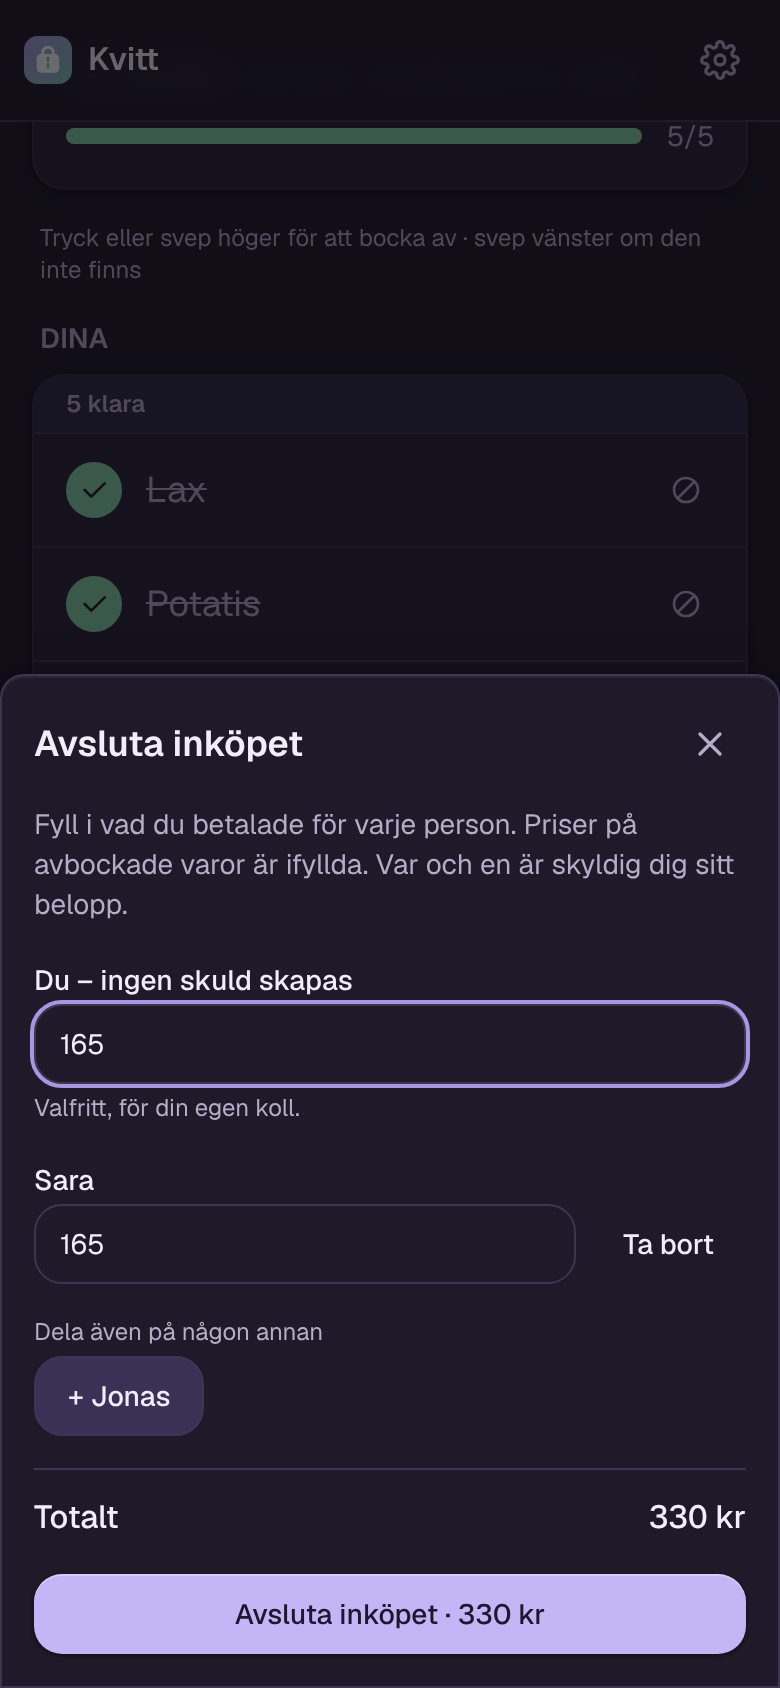 Kvitt
5/5
Tryck eller svep höger för att bocka av · svep vänster om den
inte finns
DINA
5 klara
Lax
Potatis
Avsluta inköpet
Fyll i vad du betalade för varje person. Priser på
avbockade varor är ifyllda. Var och en är skyldig dig sitt
belopp.
Du – ingen skuld skapas
165
Valfritt, för din egen koll.
Sara
165
Ta bort
Dela även på någon annan
+ Jonas
Totalt
330 kr
Avsluta inköpet · 330 kr